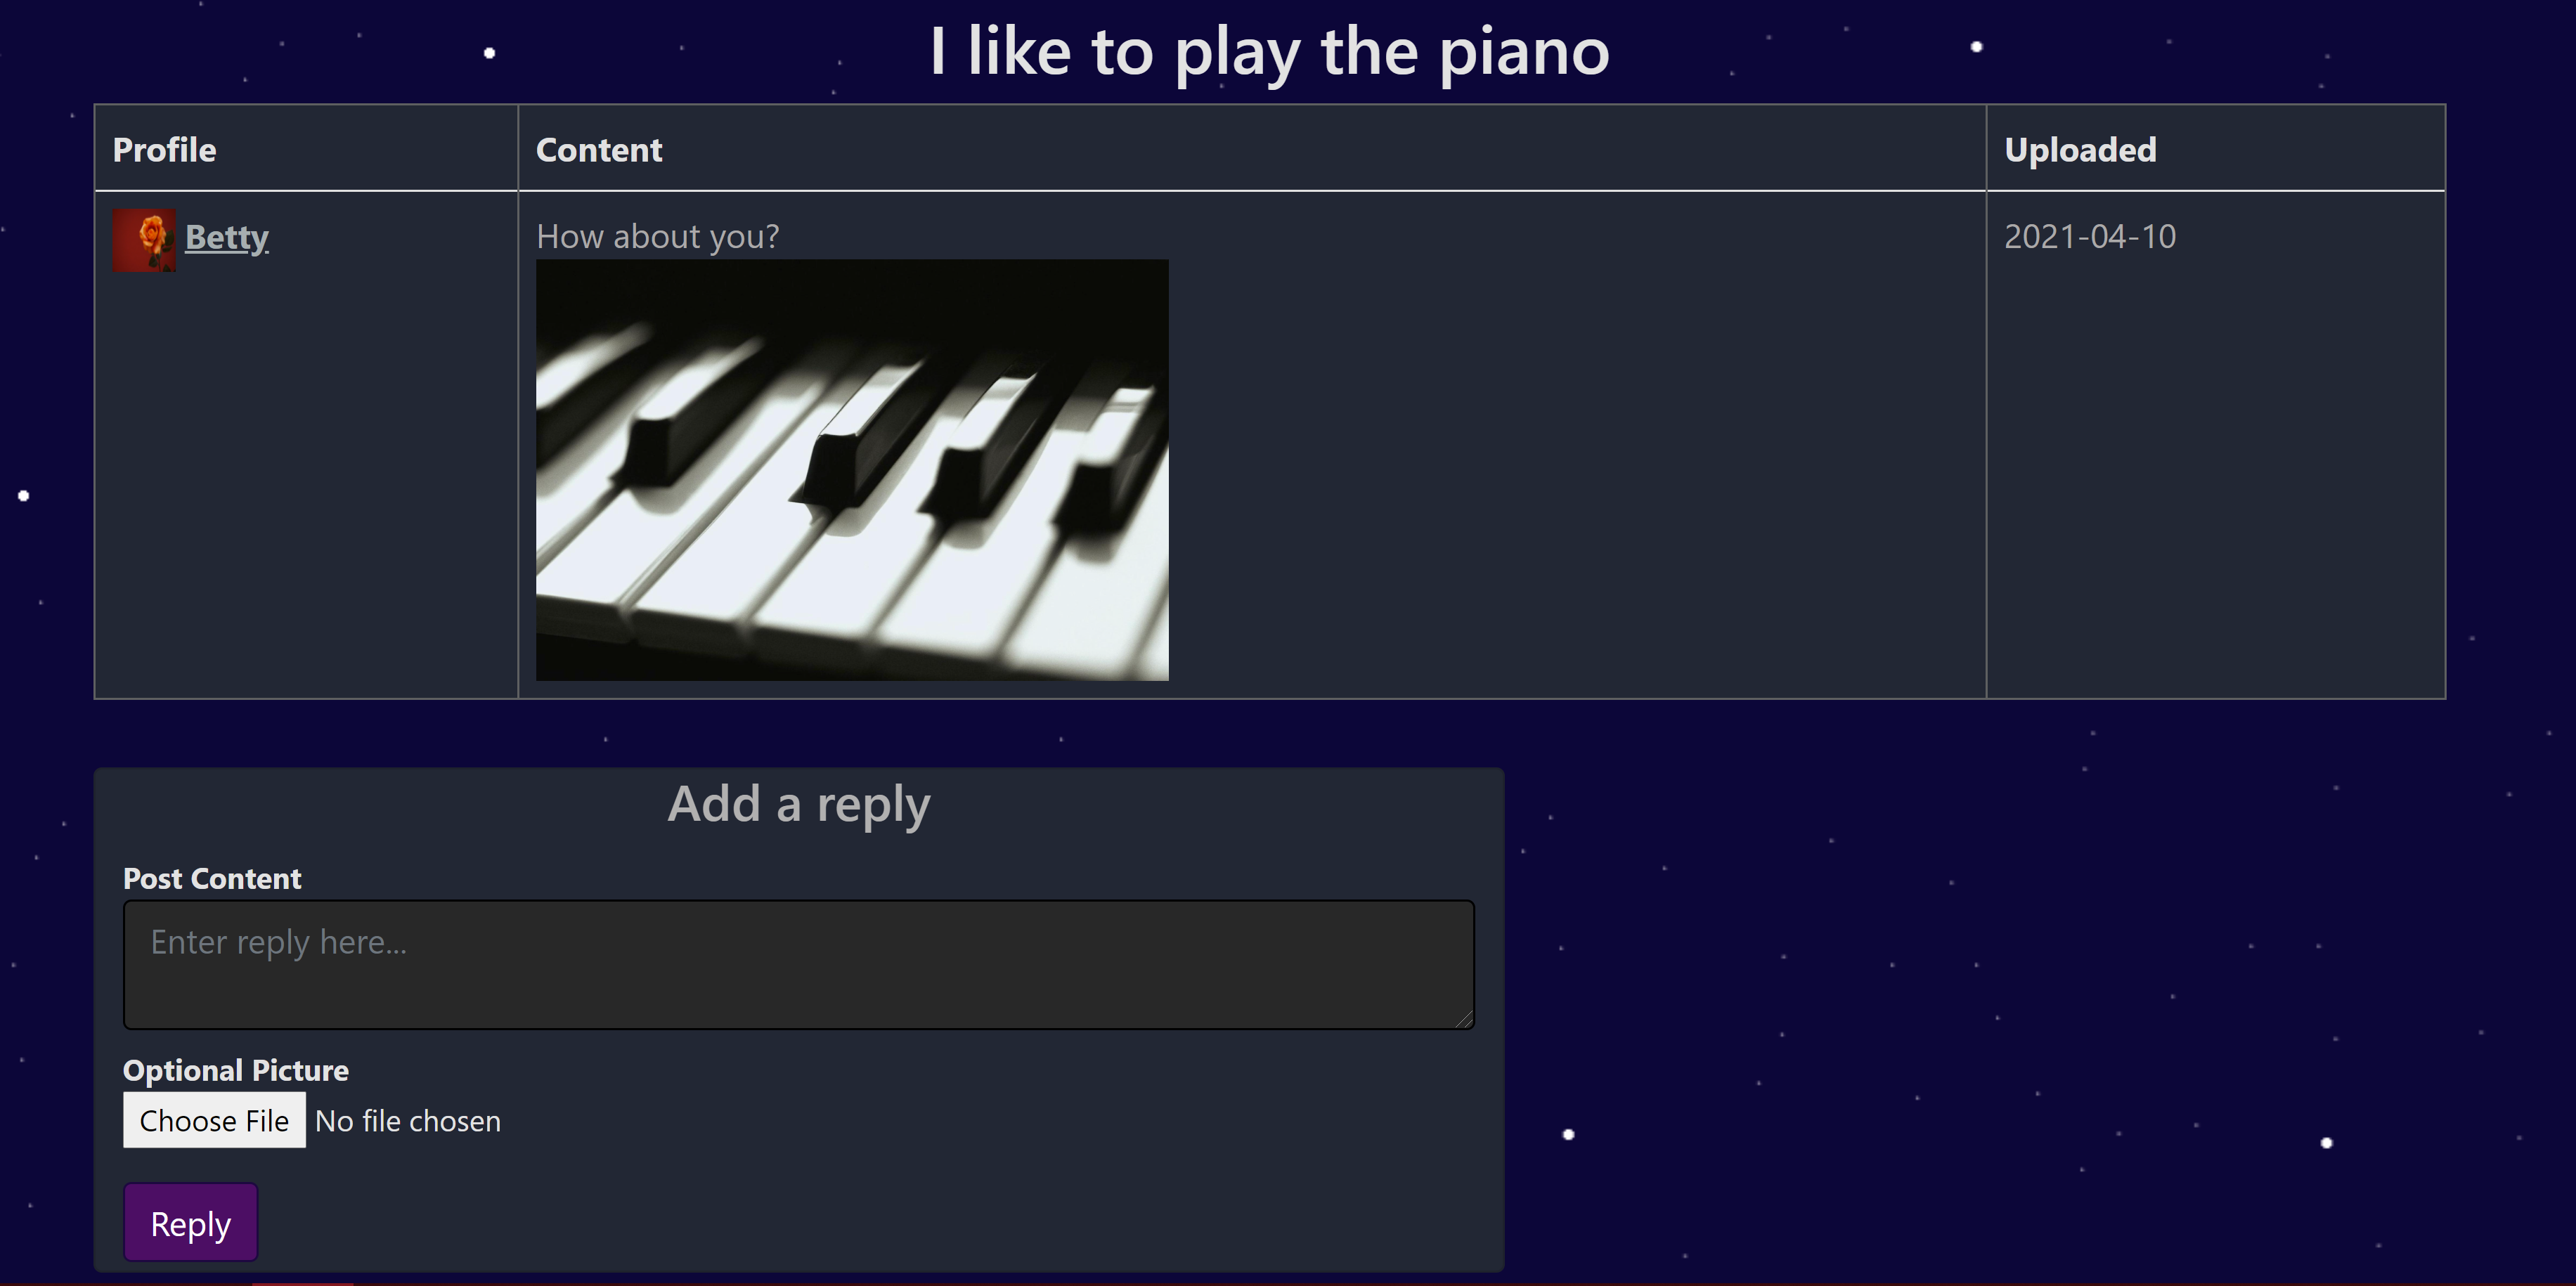 I like to play the piano
Profile Content Uploaded
Betty How about you? 2021-04-10
Add a reply
Post Content
Enter reply here...
Optional Picture
Choose File No file chosen
Reply